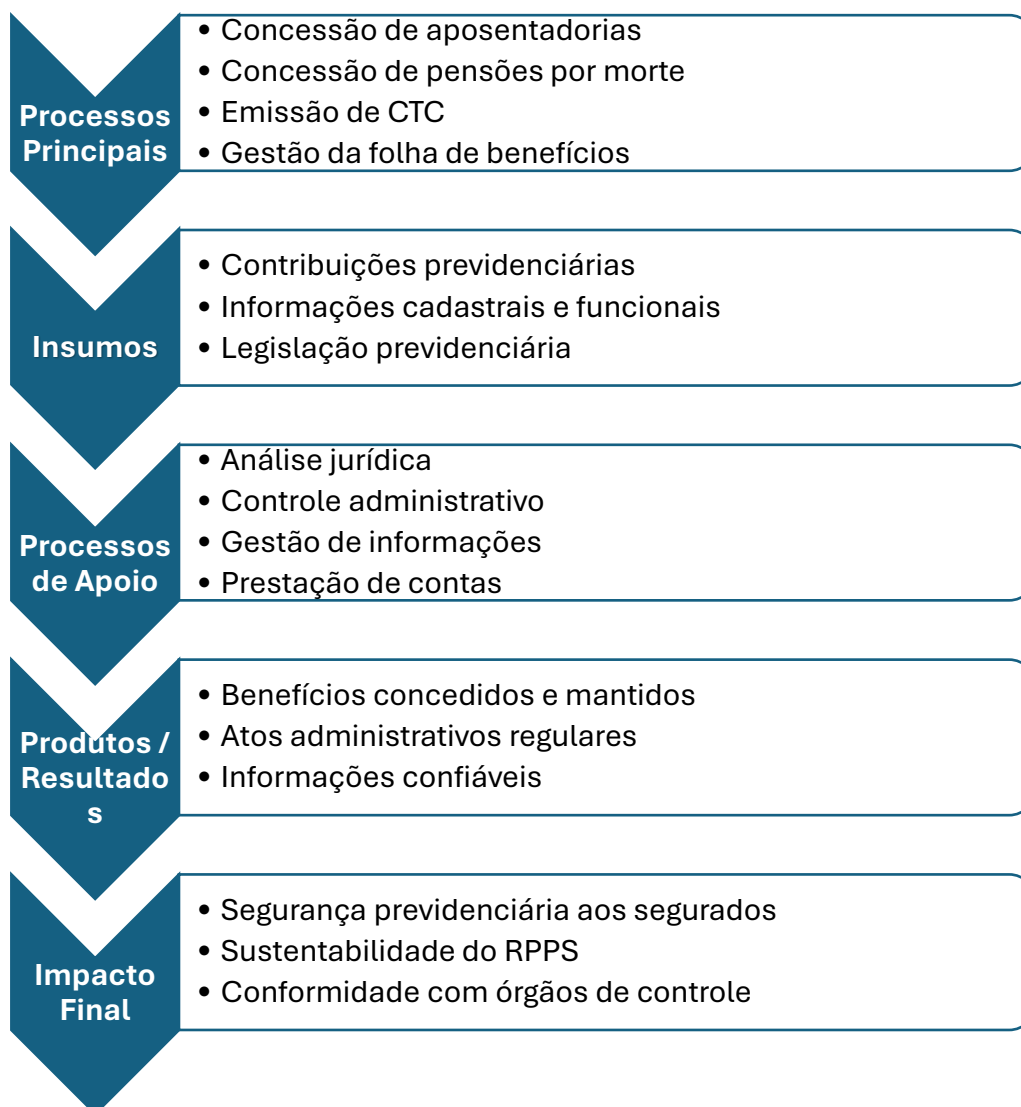 Processos
Principais
• Concessão de aposentadorias
• Concessão de pensões por morte
• Emissão de CTC
• Gestão da folha de benefícios
Insumos
• Contribuições previdenciárias
• Informações cadastrais e funcionais
• Legislação previdenciária
Processos
de Apoio
• Análise jurídica
• Controle administrativo
• Gestão de informações
• Prestação de contas
Produtos /
Resultado
s
• Benefícios concedidos e mantidos
• Atos administrativos regulares
• Informações confiáveis
Impacto
Final
• Segurança previdenciária aos segurados
• Sustentabilidade do RPPS
• Conformidade com órgãos de controle